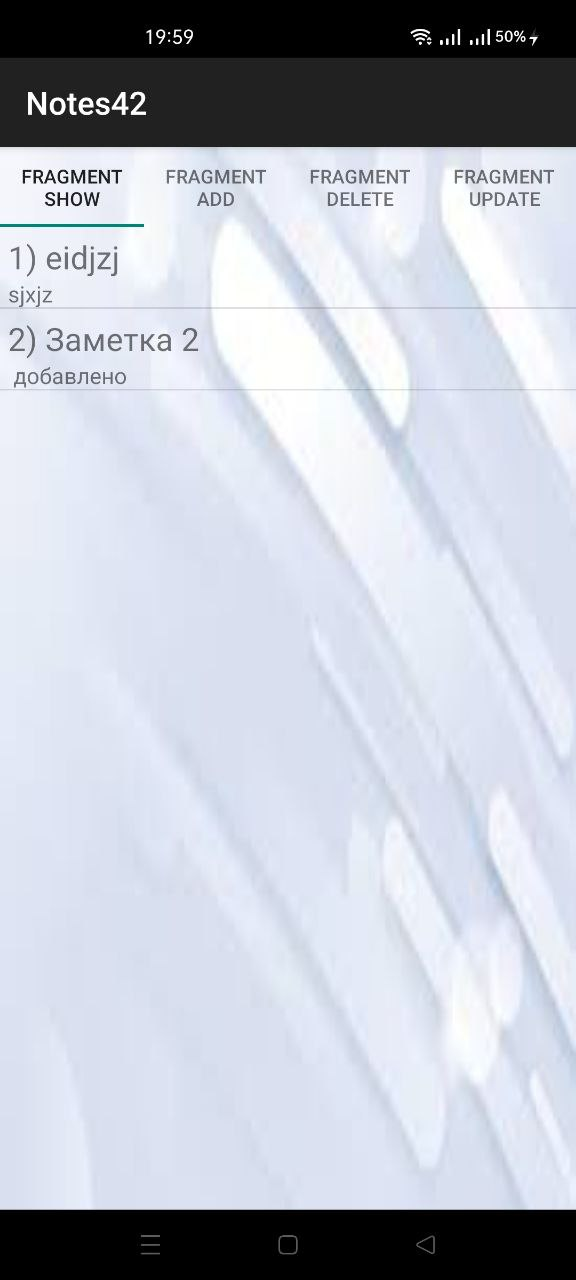 19:59
50%
Notes42
FRAGMENT
SHOW
FRAGMENT
ADD
FRAGMENT
DELETE
FRAGMENT
UPDATE
1) eidjzj
sjxjz
2) Заметка 2
добавлено